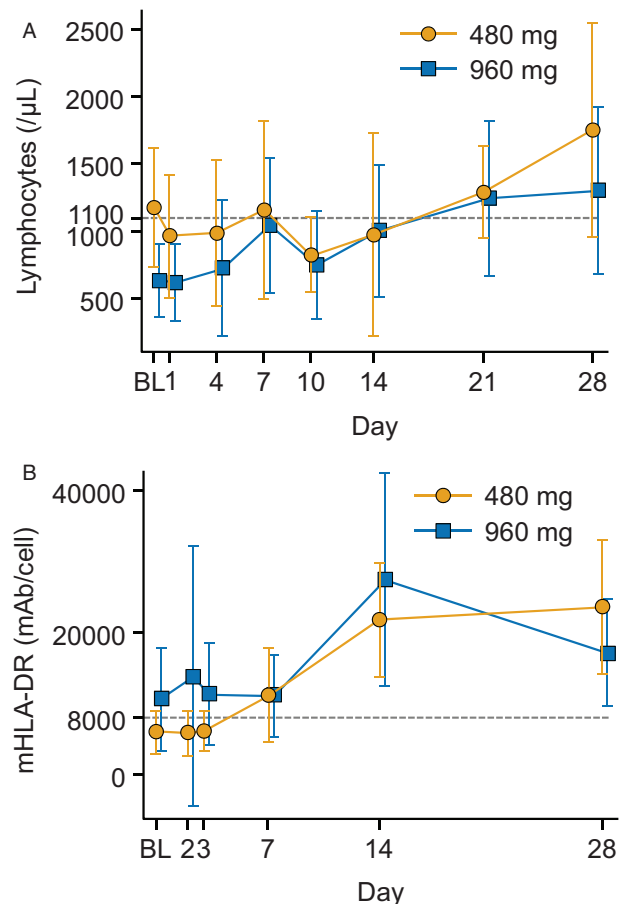 A
Lymphocytes (/µL)
2500
2000
1500
1100
1000
500
480 mg
960 mg
BL 1 4 7 10 14 21 28
Day
B
mHLA-DR (mAb/cell)
40000
20000
8000
0
480 mg
960 mg
BL 2 3 7 14 28
Day